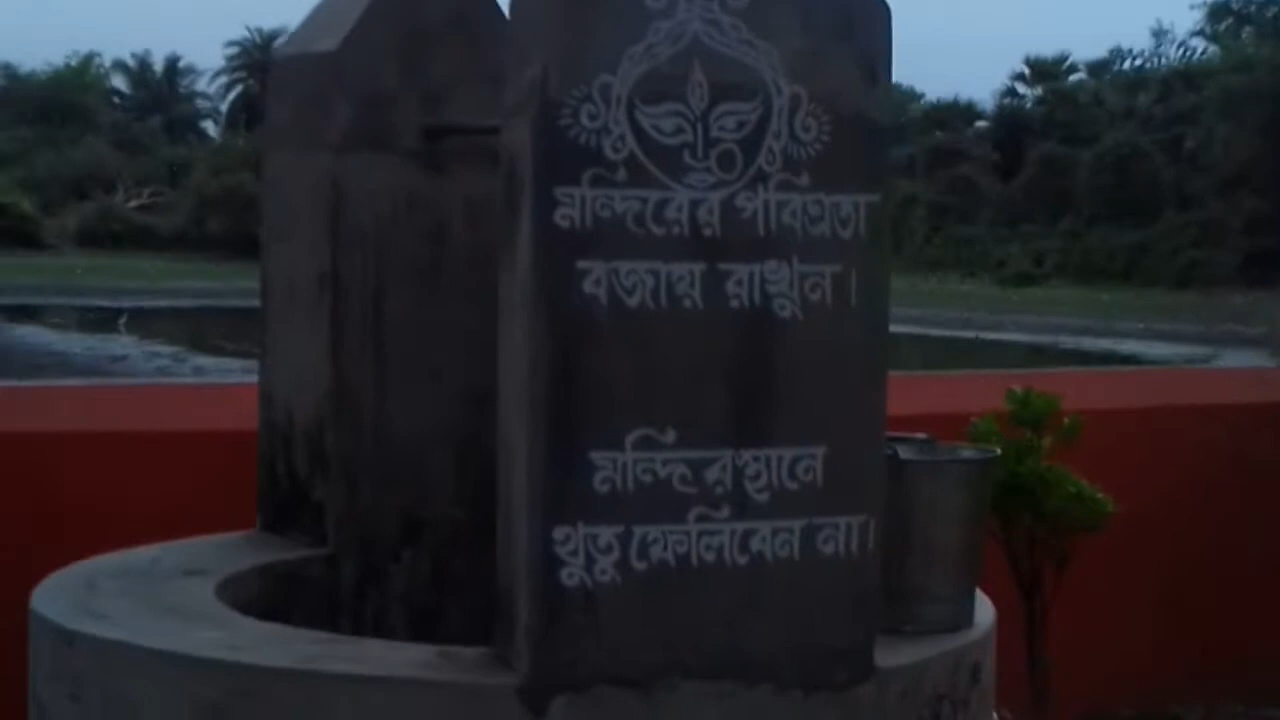 মন্দিরের পবিত্রতা
বজায় রাখুন।
মন্দিরস্থানে
থুতু ফেলিবেন না।